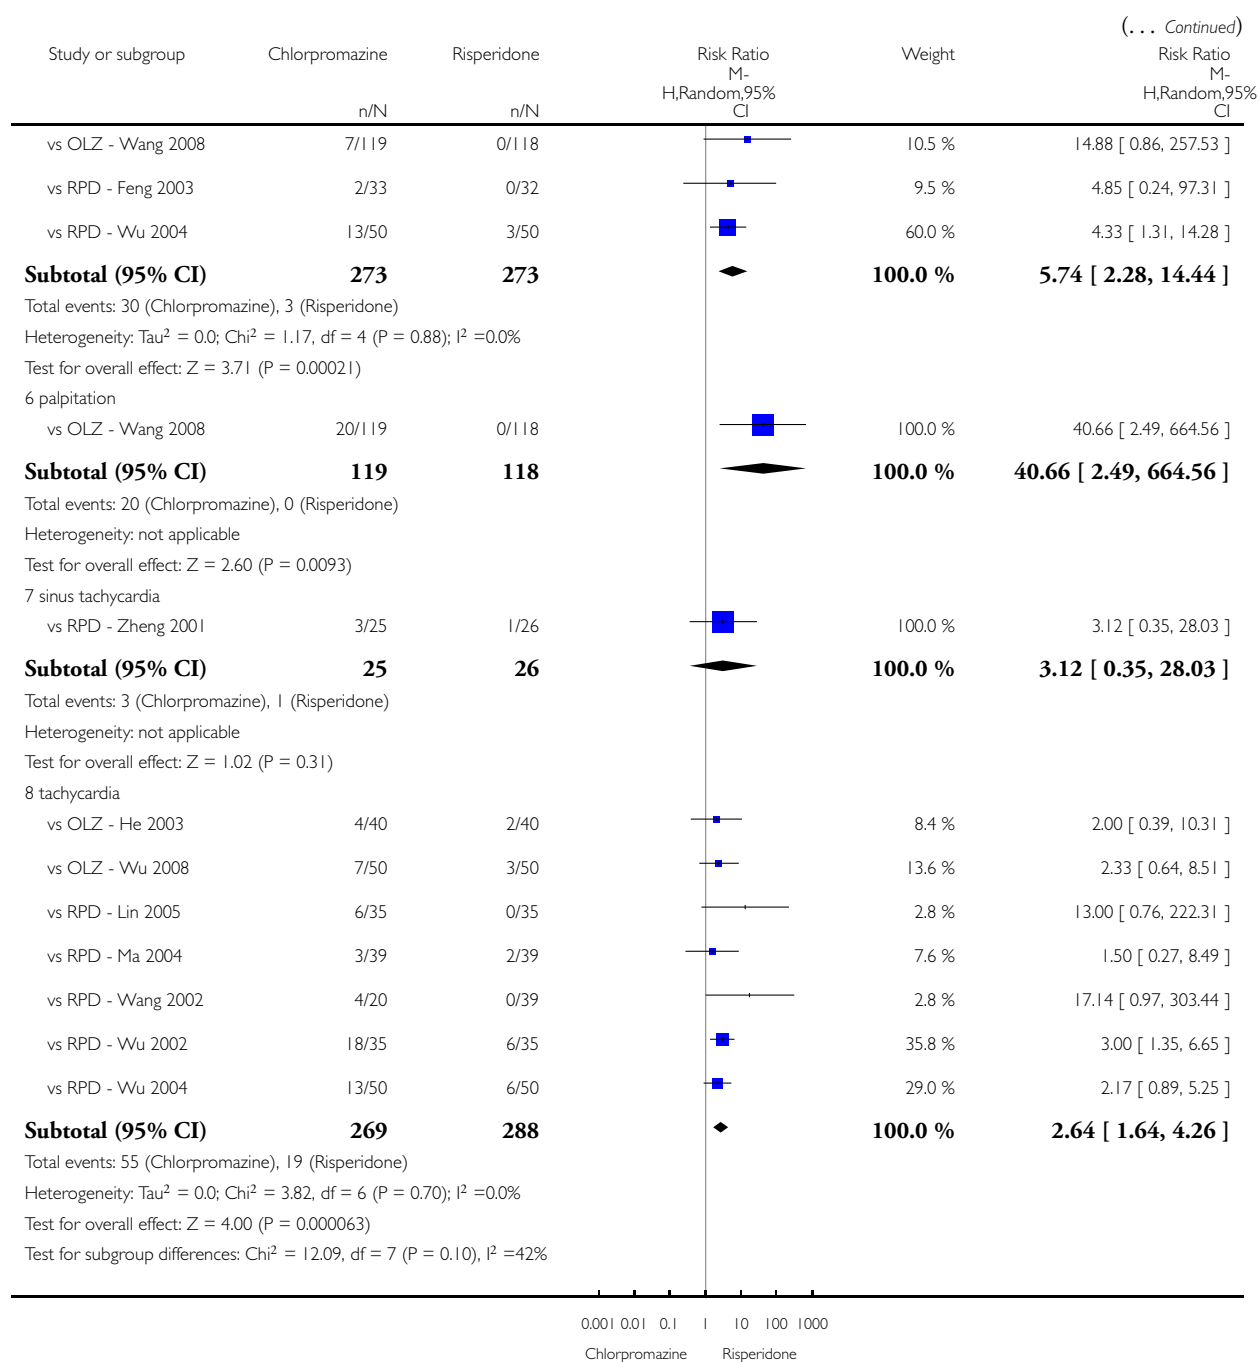 (... Continued)
Study or subgroup Chlorpromazine Risperidone Risk Ratio Weight Risk Ratio
M- M-
H,Random,95% H,Random,95%
n/N n/N CI CI
vs OLZ - Wang 2008 7/119 0/118 10.5 % 14.88 [ 0.86, 257.53 ]
vs RPD - Feng 2003 2/33 0/32 9.5 % 4.85 [ 0.24, 97.31 ]
vs RPD - Wu 2004 13/50 3/50 60.0 % 4.33 [ 1.31, 14.28 ]
Subtotal (95% CI) 273 273 100.0 % 5.74 [ 2.28, 14.44 ]
Total events: 30 (Chlorpromazine), 3 (Risperidone)
Heterogeneity: Tau² = 0.0; Chi² = 1.17, df = 4 (P = 0.88); I² =0.0%
Test for overall effect: Z = 3.71 (P = 0.00021)
6 palpitation
vs OLZ - Wang 2008 20/119 0/118 100.0 % 40.66 [ 2.49, 664.56 ]
Subtotal (95% CI) 119 118 100.0 % 40.66 [ 2.49, 664.56 ]
Total events: 20 (Chlorpromazine), 0 (Risperidone)
Heterogeneity: not applicable
Test for overall effect: Z = 2.60 (P = 0.0093)
7 sinus tachycardia
vs RPD - Zheng 2001 3/25 1/26 100.0 % 3.12 [ 0.35, 28.03 ]
Subtotal (95% CI) 25 26 100.0 % 3.12 [ 0.35, 28.03 ]
Total events: 3 (Chlorpromazine), 1 (Risperidone)
Heterogeneity: not applicable
Test for overall effect: Z = 1.02 (P = 0.31)
8 tachycardia
vs OLZ - He 2003 4/40 2/40 8.4 % 2.00 [ 0.39, 10.31 ]
vs OLZ - Wu 2008 7/50 3/50 13.6 % 2.33 [ 0.64, 8.51 ]
vs RPD - Lin 2005 6/35 0/35 2.8 % 13.00 [ 0.76, 222.31 ]
vs RPD - Ma 2004 3/39 2/39 7.6 % 1.50 [ 0.27, 8.49 ]
vs RPD - Wang 2002 4/20 0/39 2.8 % 17.14 [ 0.97, 303.44 ]
vs RPD - Wu 2002 18/35 6/35 35.8 % 3.00 [ 1.35, 6.65 ]
vs RPD - Wu 2004 13/50 6/50 29.0 % 2.17 [ 0.89, 5.25 ]
Subtotal (95% CI) 269 288 100.0 % 2.64 [ 1.64, 4.26 ]
Total events: 55 (Chlorpromazine), 19 (Risperidone)
Heterogeneity: Tau² = 0.0; Chi² = 3.82, df = 6 (P = 0.70); I² =0.0%
Test for overall effect: Z = 4.00 (P = 0.000063)
Test for subgroup differences: Chi² = 12.09, df = 7 (P = 0.10), I² =42%
0.001 0.01 0.1 1 10 100 1000
Chlorpromazine Risperidone